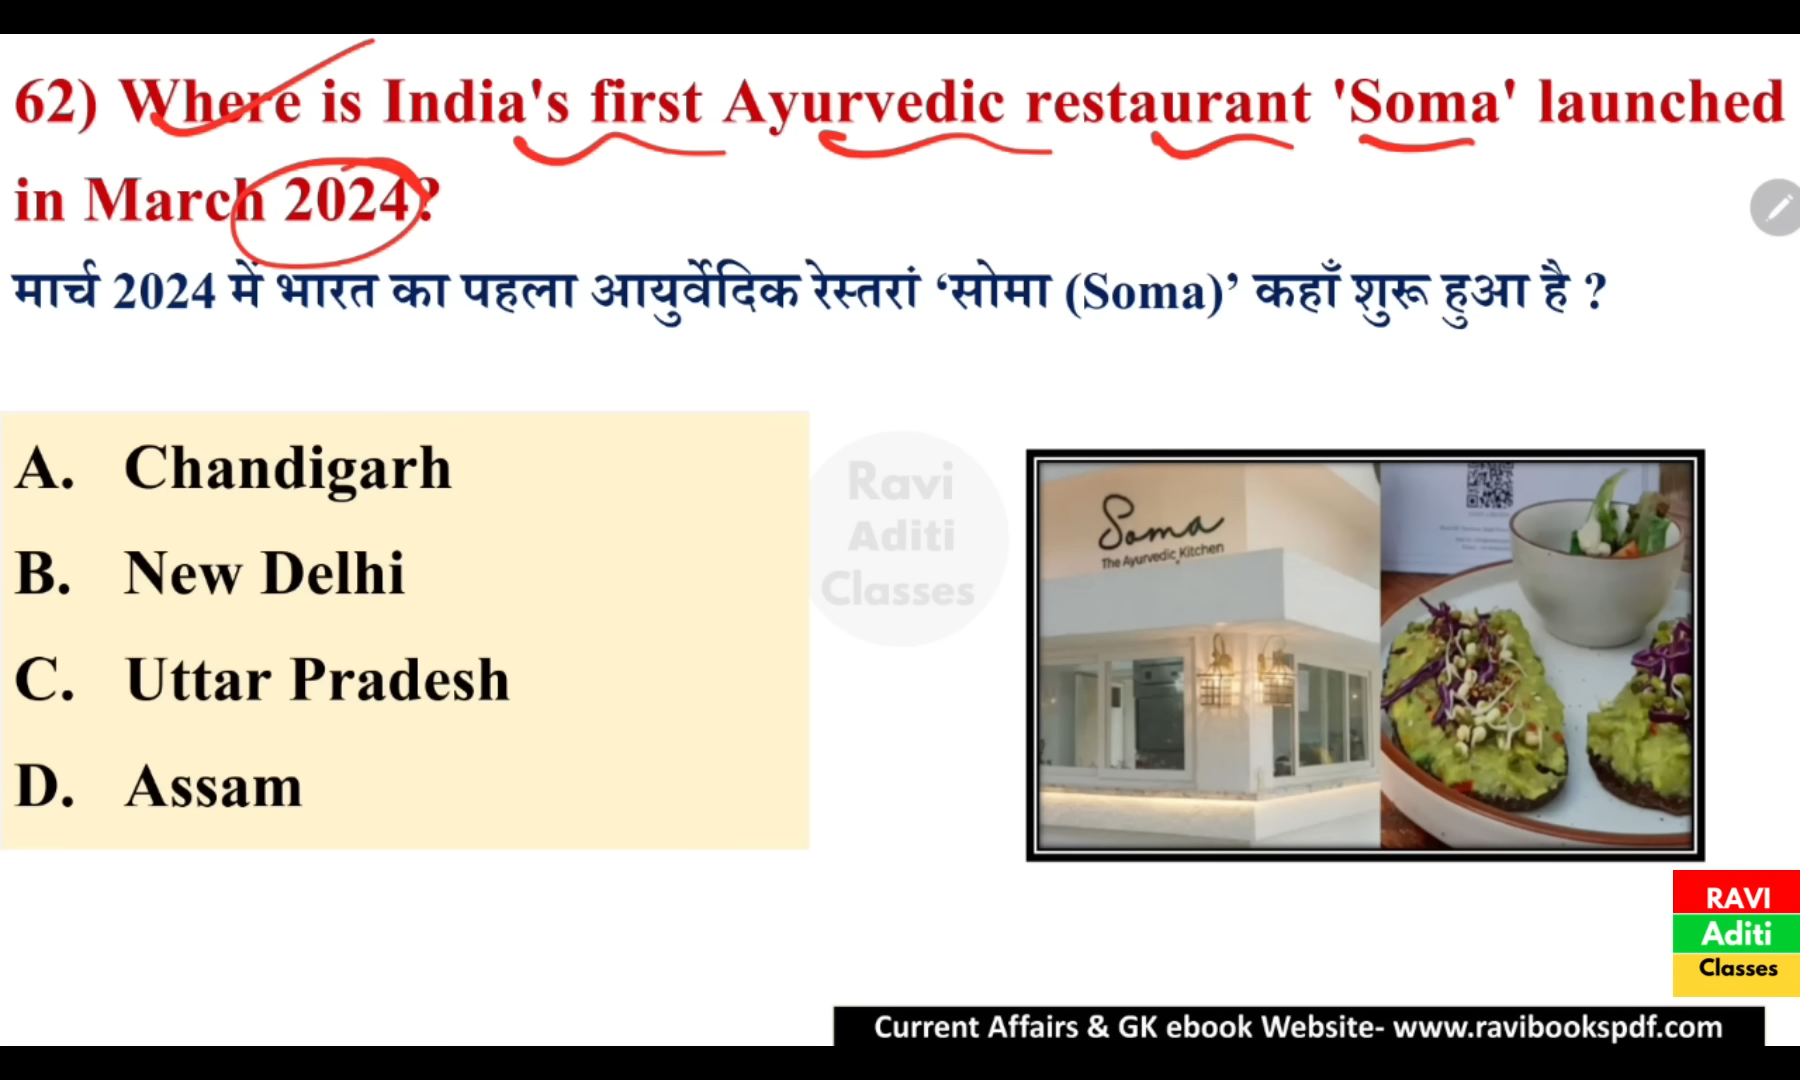 62) Where is India's first Ayurvedic restaurant 'Soma' launched
in March 2024?
मार्च 2024 में भारत का पहला आयुर्वेदिक रेस्तरां ‘सोमा (Soma)’ कहाँ शुरू हुआ है ?
A. Chandigarh
B. New Delhi
C. Uttar Pradesh
D. Assam
Ravi
Aditi
Classes
Soma
The Ayurvedic Kitchen
RAVI
Aditi
Classes
Current Affairs & GK ebook Website- www.ravibookspdf.com